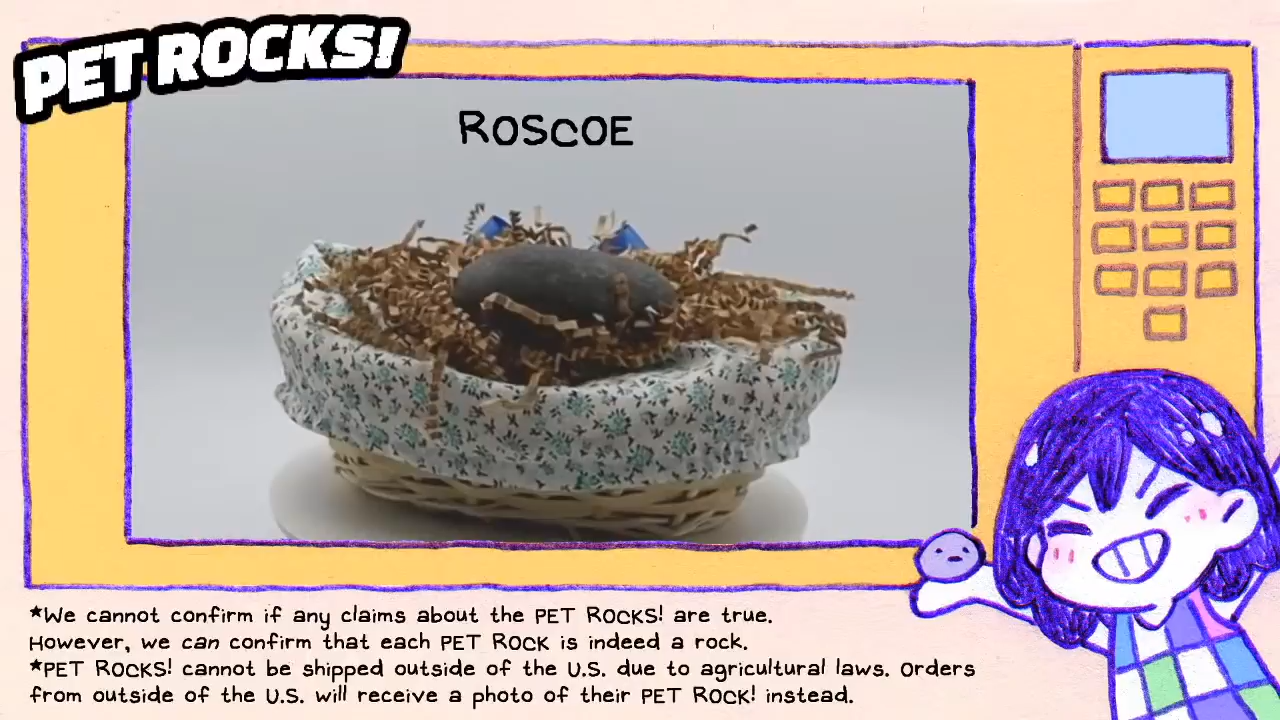 PET ROCKS!
ROSCOE
*We cannot confirm if any claims about the PET ROCKS! are true.
However, we can confirm that each PET ROCK is indeed a rock.
*PET ROCKS! cannot be shipped outside of the U.S. due to agricultural laws. Orders
from outside of the U.S. will receive a photo of their PET ROCK! instead.